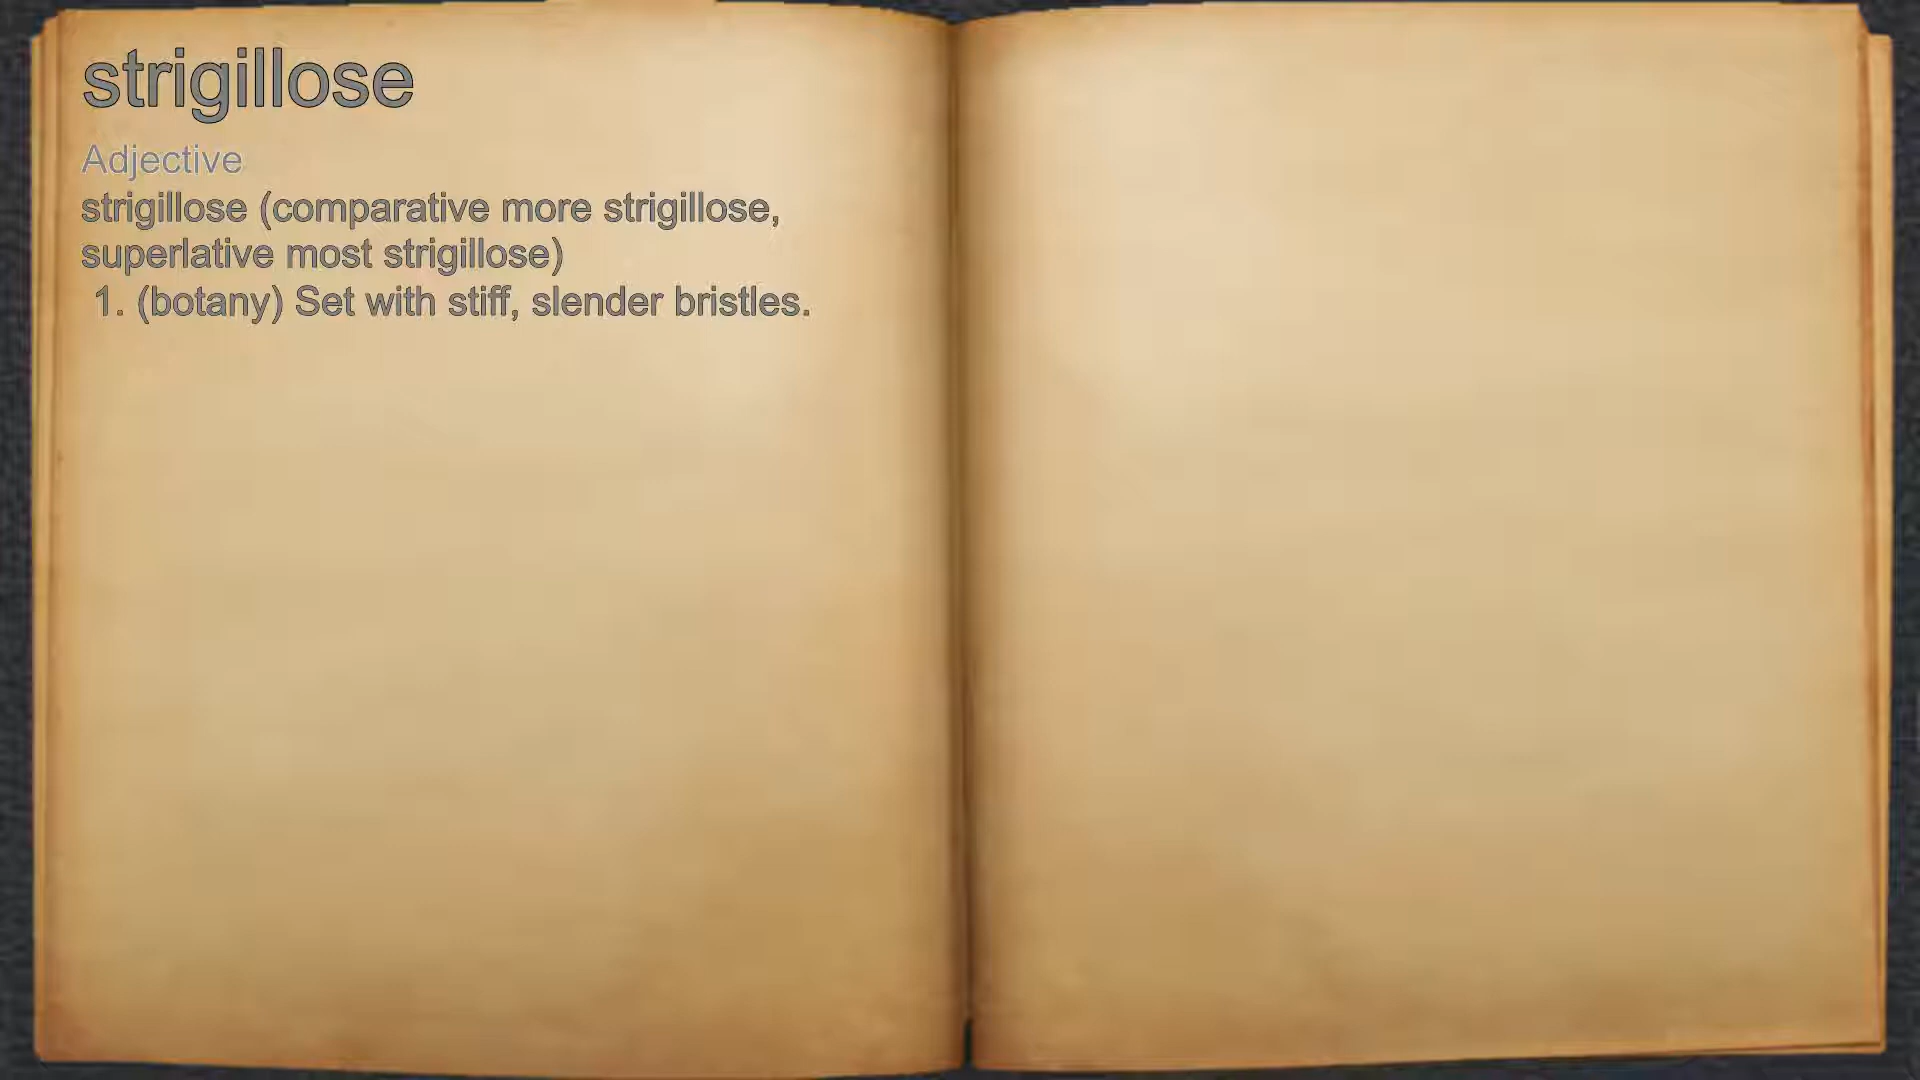 strigillose
Adjective
strigillose (comparative more strigillose,
superlative most strigillose)
1. (botany) Set with stiff, slender bristles.